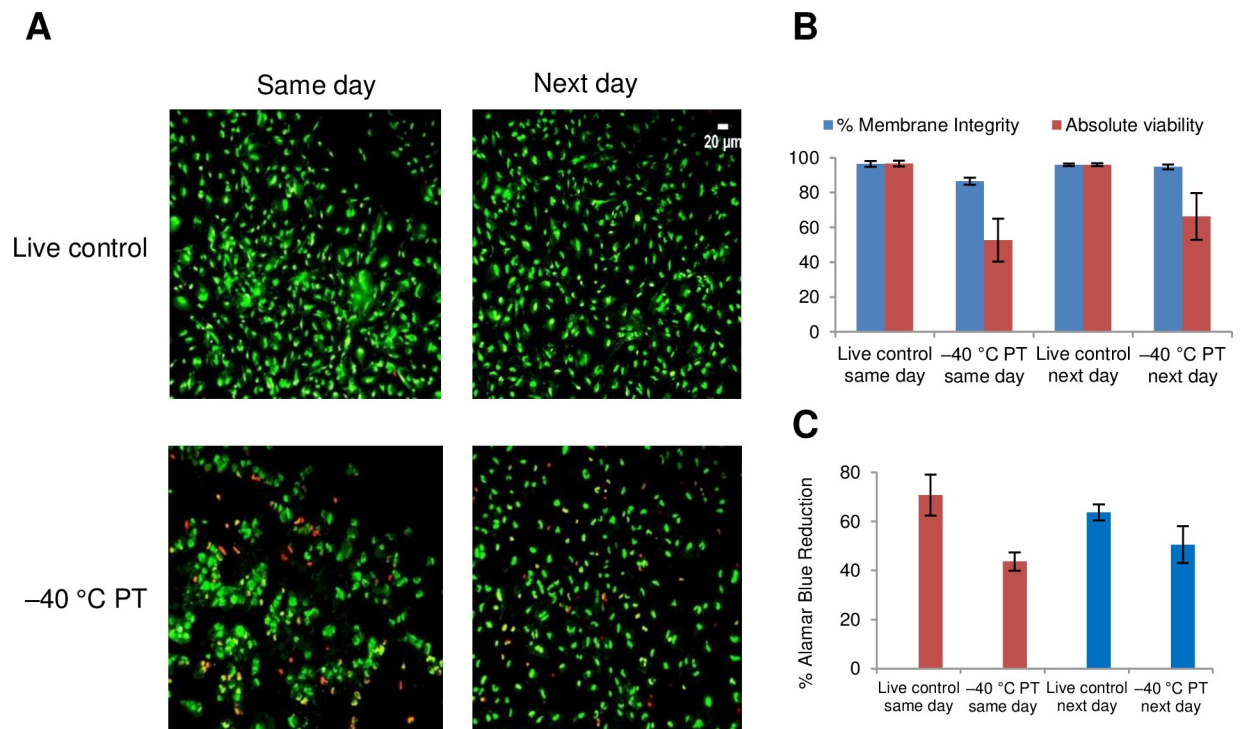 A
Same day
Next day
20 μm
Live control
–40 °C PT
B
% Membrane Integrity
Absolute viability
100
80
60
40
20
0
Live control
same day
–40 °C PT
same day
Live control
next day
–40 °C PT
next day
C
% Alamar Blue Reduction
80
60
40
20
0
Live control
same day
–40 °C PT
same day
Live control
next day
–40 °C PT
next day